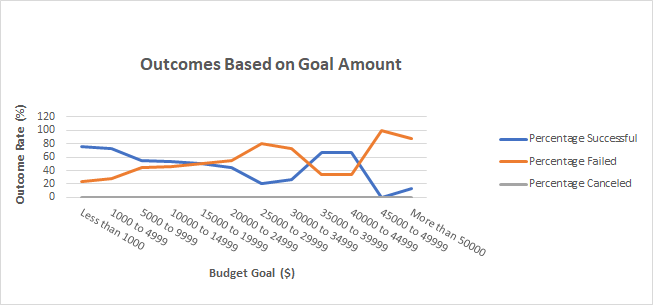 Outcomes Based on Goal Amount
Outcome Rate (%)
120
100
80
60
40
20
0
Less than 1000
1000 to 4999
5000 to 9999
10000 to 14999
15000 to 19999
20000 to 24999
25000 to 29999
30000 to 34999
35000 to 39999
40000 to 44999
45000 to 49999
More than 50000
Budget Goal ($)
Percentage Successful
Percentage Failed
Percentage Canceled